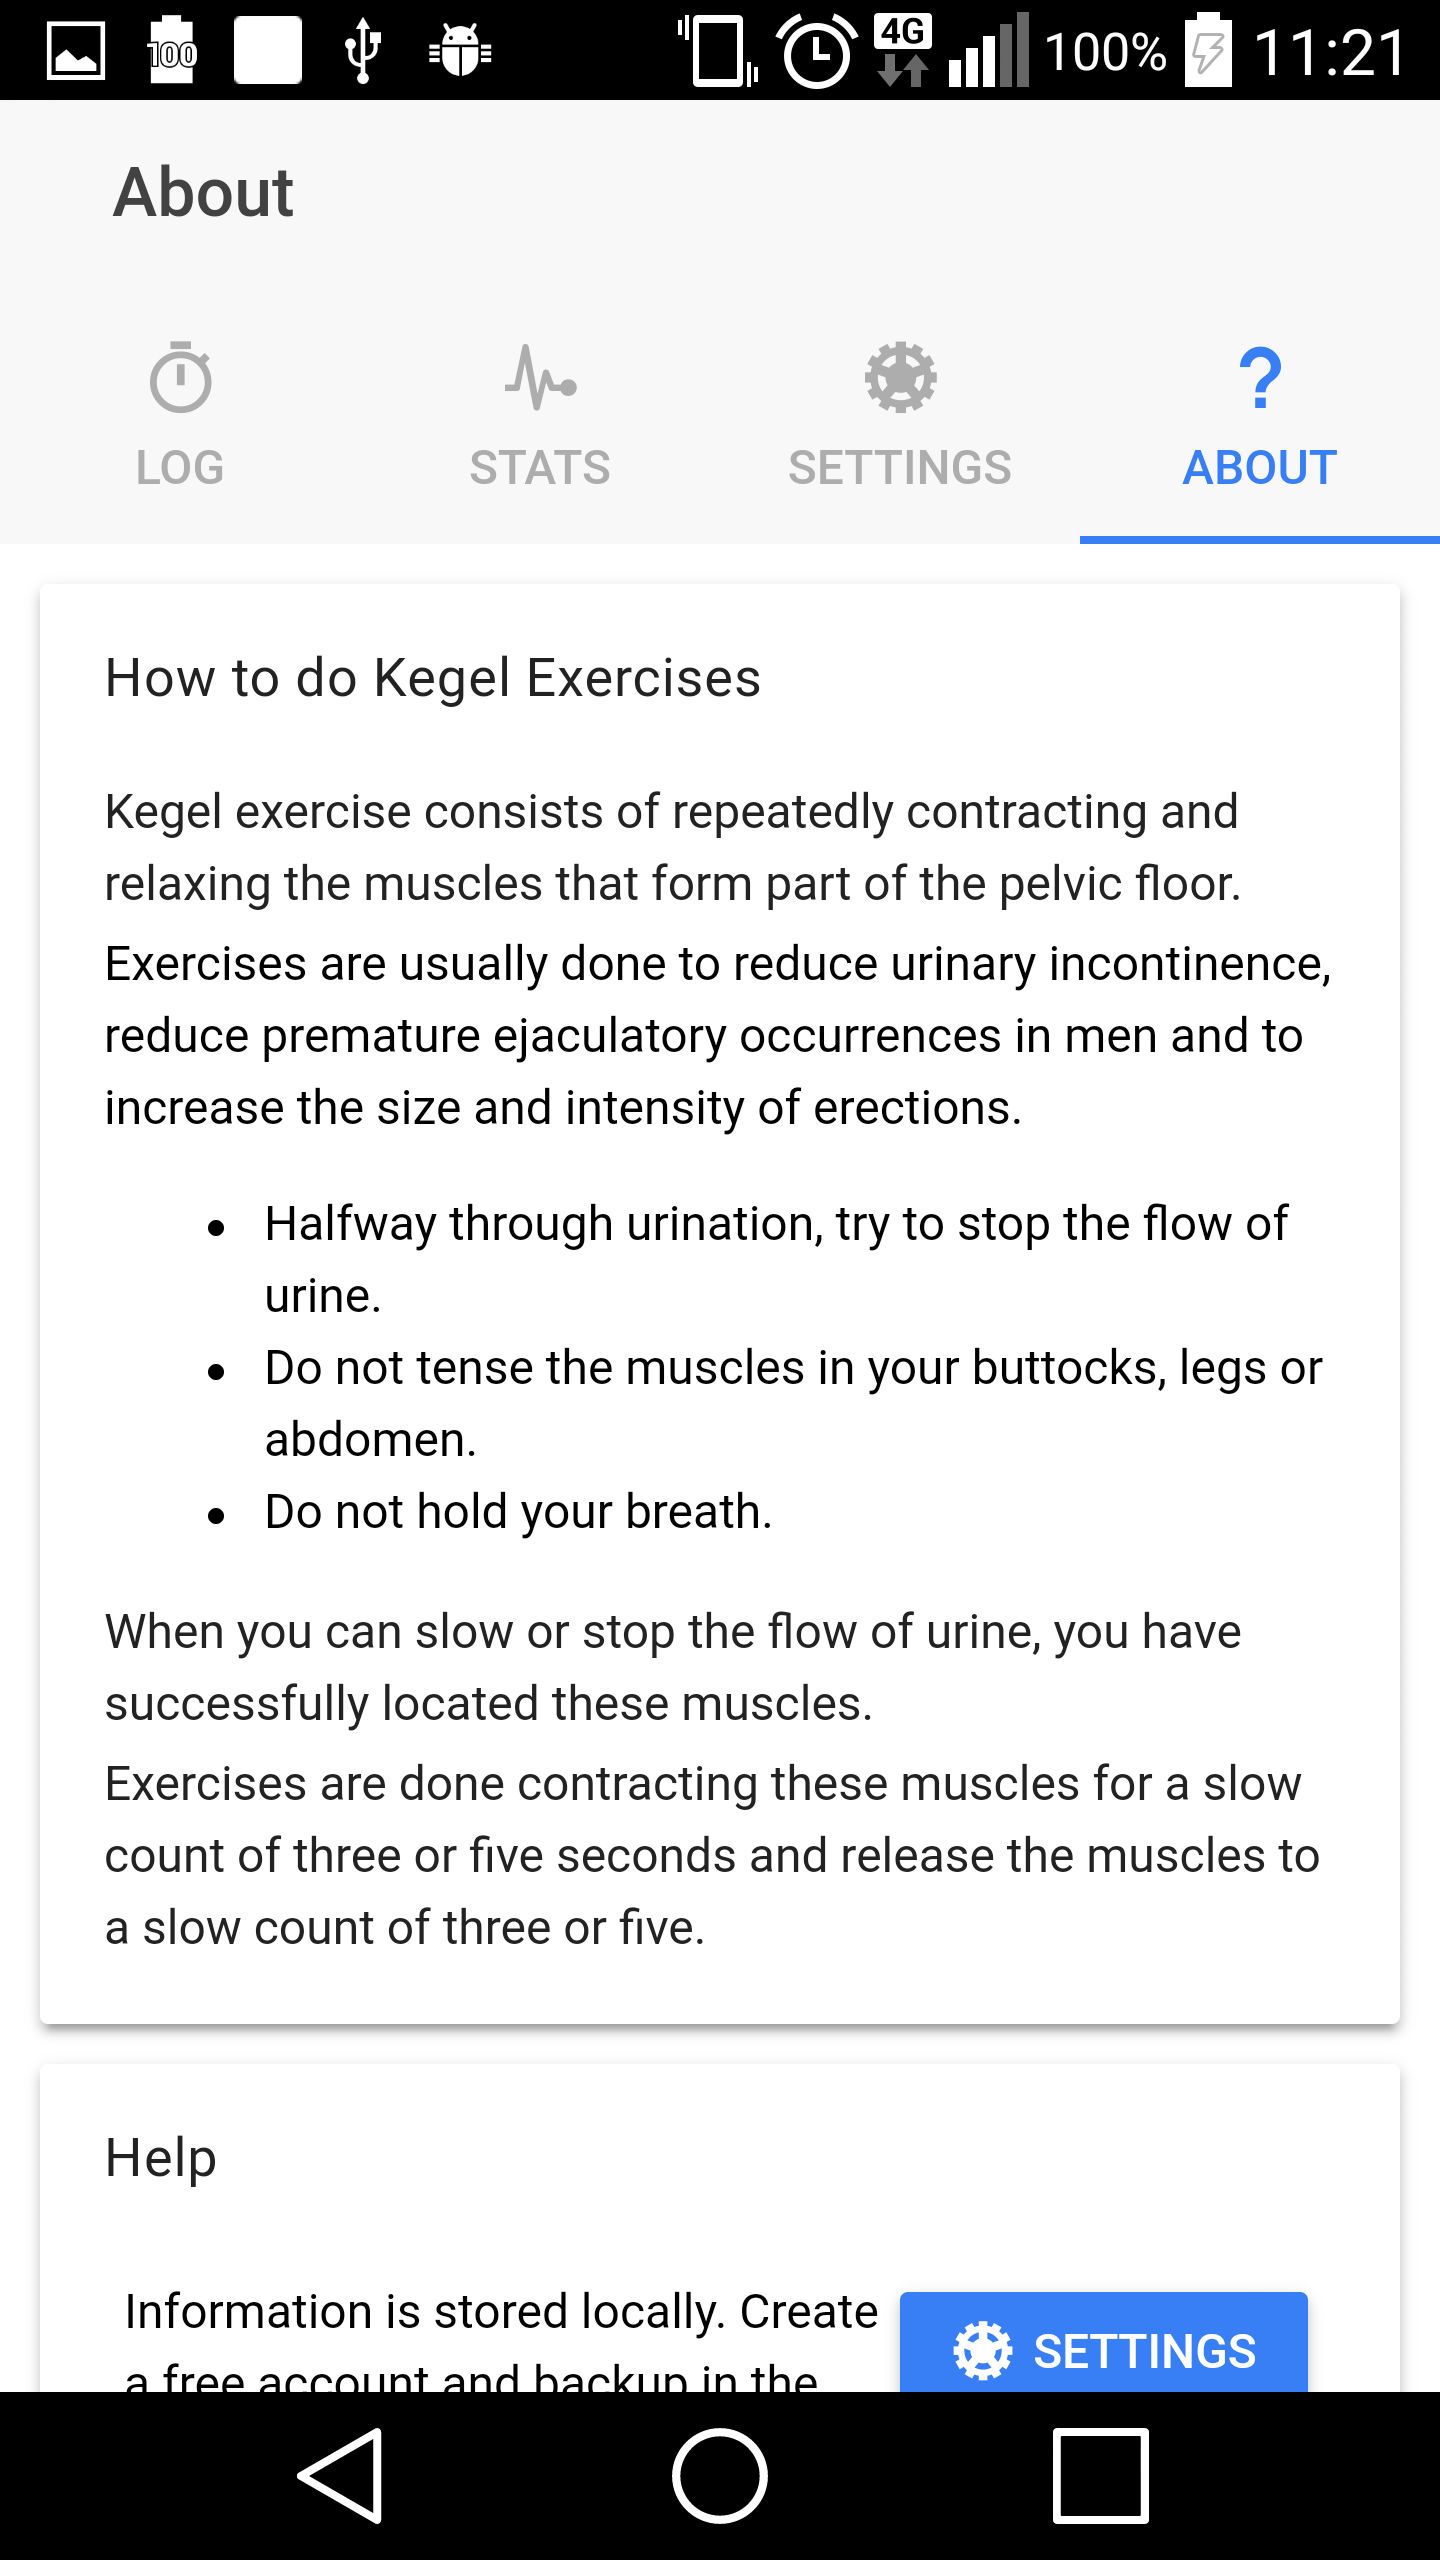 100
4G
100%
11:21
About
LOG
STATS
SETTINGS
?
ABOUT
How to do Kegel Exercises
Kegel exercise consists of repeatedly contracting and
relaxing the muscles that form part of the pelvic floor.
Exercises are usually done to reduce urinary incontinence,
reduce premature ejaculatory occurrences in men and to
increase the size and intensity of erections.
• Halfway through urination, try to stop the flow of
urine.
• Do not tense the muscles in your buttocks, legs or
abdomen.
• Do not hold your breath.
When you can slow or stop the flow of urine, you have
successfully located these muscles.
Exercises are done contracting these muscles for a slow
count of three or five seconds and release the muscles to
a slow count of three or five.
Help
Information is stored locally. Create
a free account and backup in the
SETTINGS